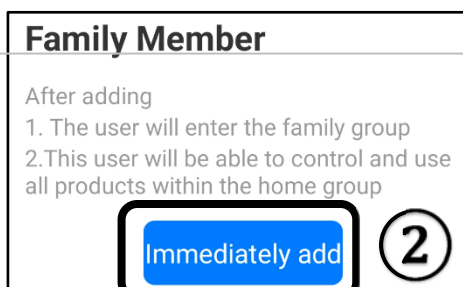 Family Member
After adding
1. The user will enter the family group
2.This user will be able to control and use
all products within the home group
Immediately add
2